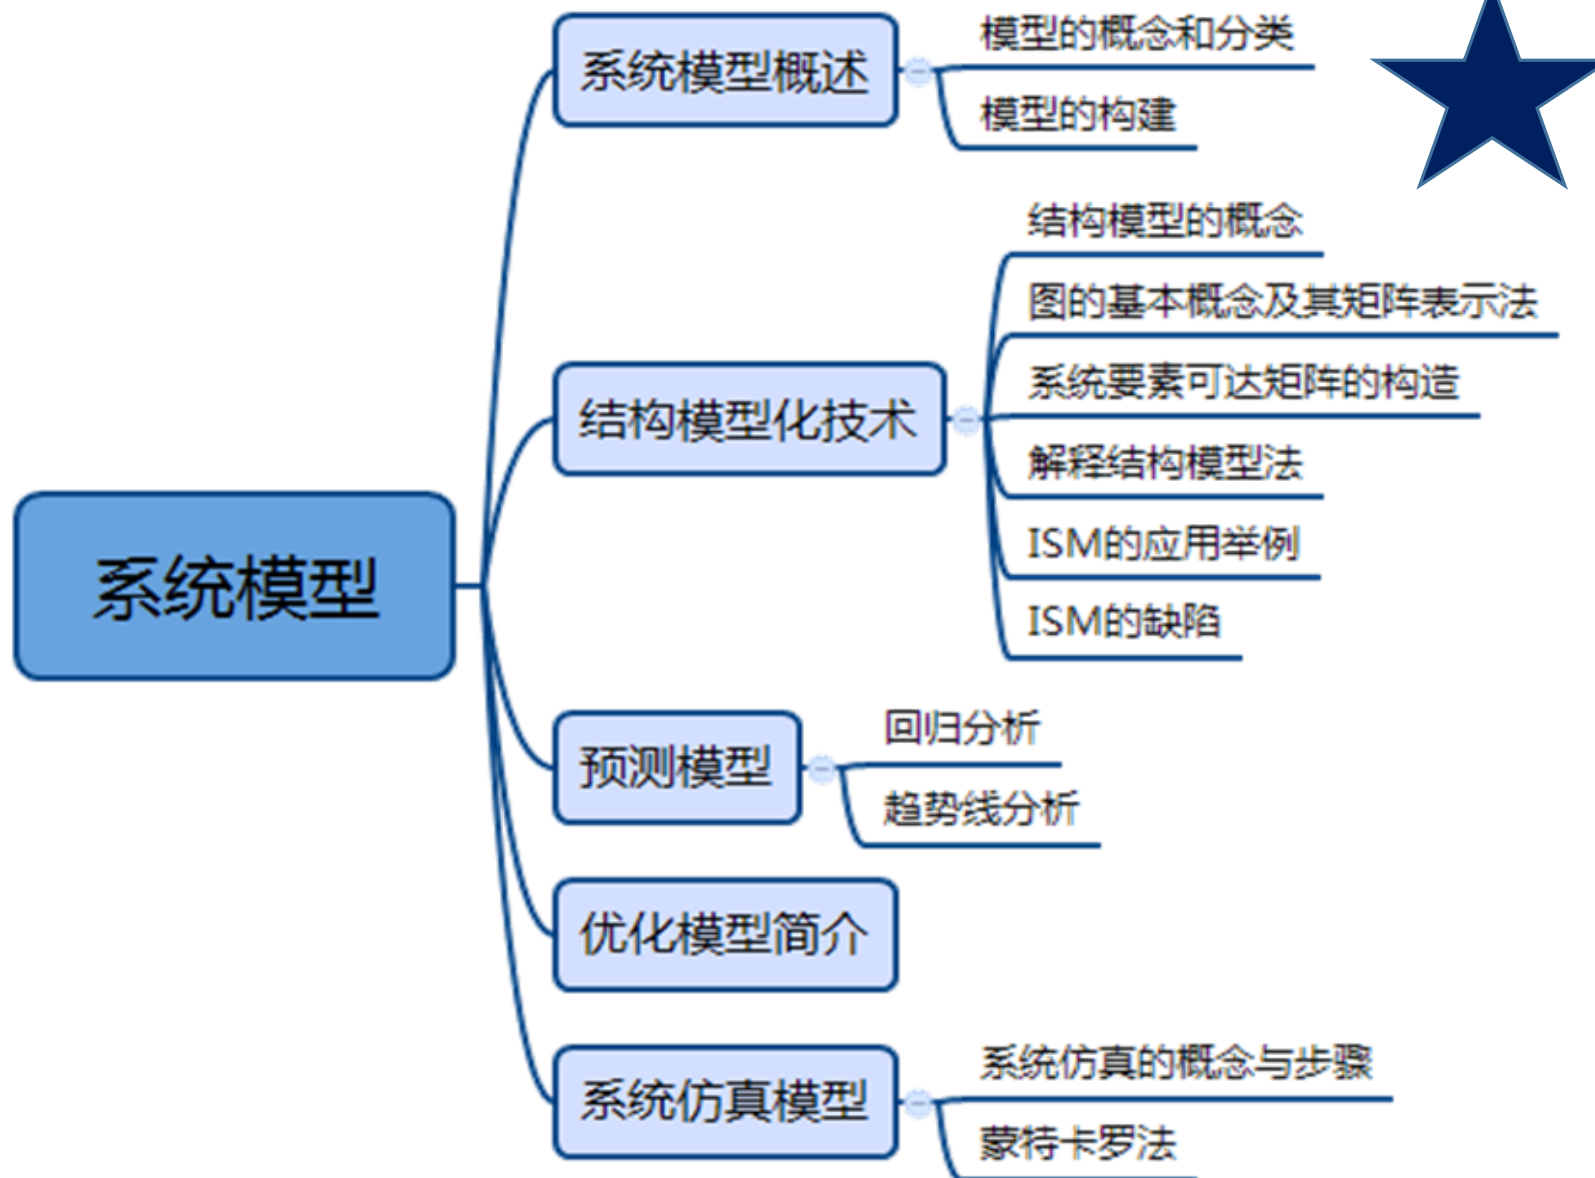 系统模型
系统模型概述
模型的概念和分类
模型的构建
结构模型化技术
结构模型的概念
图的基本概念及其矩阵表示法
系统要素可达矩阵的构造
解释结构模型法
ISM的应用举例
ISM的缺陷
预测模型
回归分析
趋势线分析
优化模型简介
系统仿真模型
系统仿真的概念与步骤
蒙特卡罗法